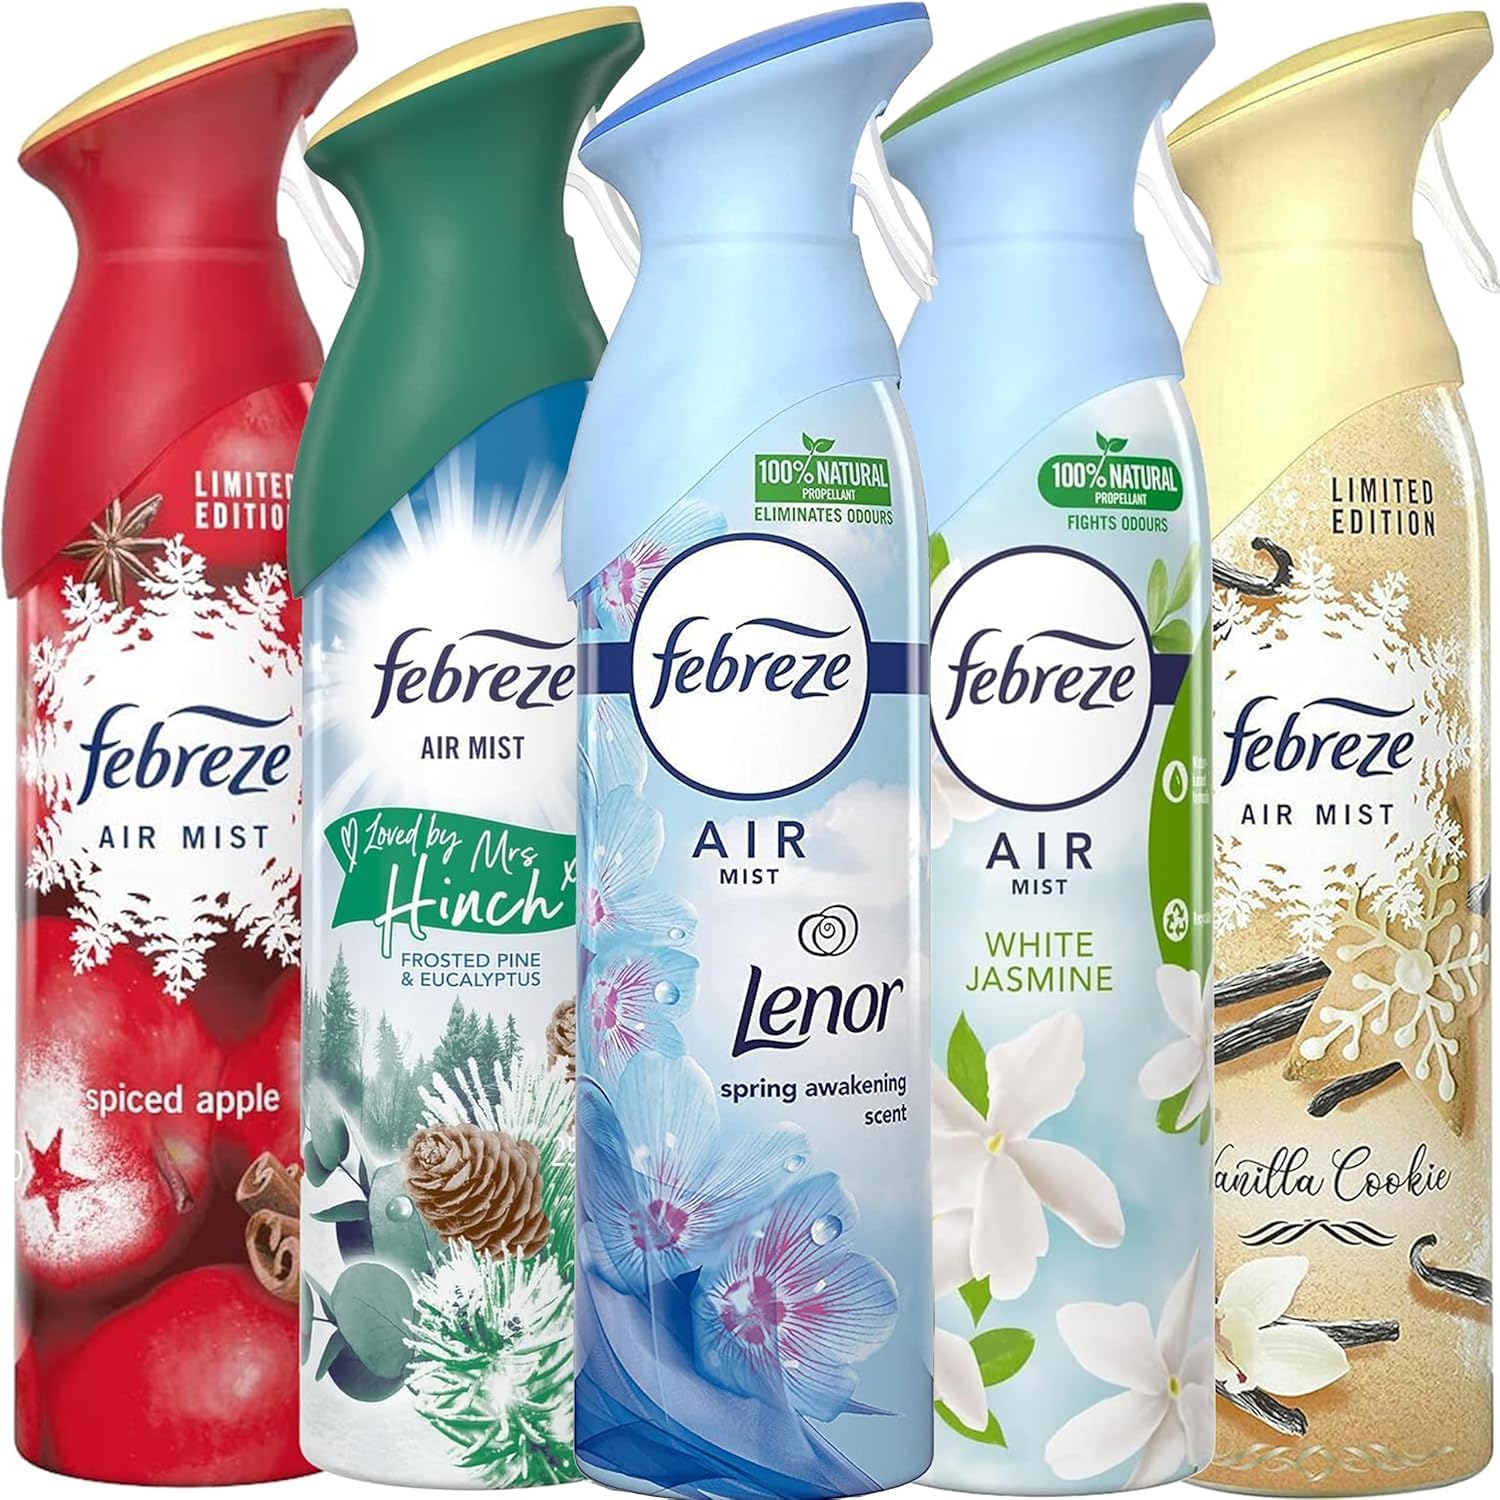 LIMITED
EDITION
febreze
AIR MIST
spiced apple
febreze
AIR MIST
Loved by Mrs
Hinch x
FROSTED PINE
& EUCALYPTUS
100% NATURAL
PROPELLANT
ELIMINATES ODOURS
febreze
AIR
MIST
Lenor
spring awakening
scent
100% NATURAL
PROPELLANT
FIGHTS ODOURS
febreze
AIR
MIST
WHITE
JASMINE
LIMITED
EDITION
febreze
AIR MIST
Vanilla Cookie